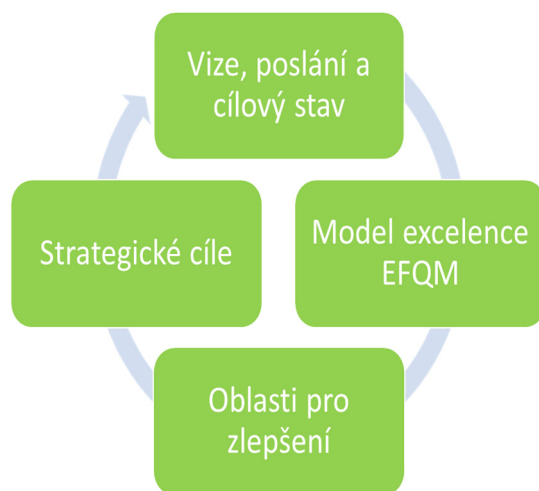 Vize, poslání a
cílový stav
Model excelence
EFQM
Oblasti pro
zlepšení
Strategické cíle